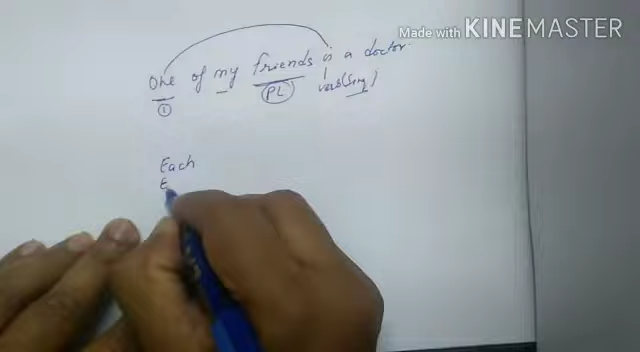 Made with KINEMASTER
One of my friends is a doctor.
① PL verb (sing)
Each
E